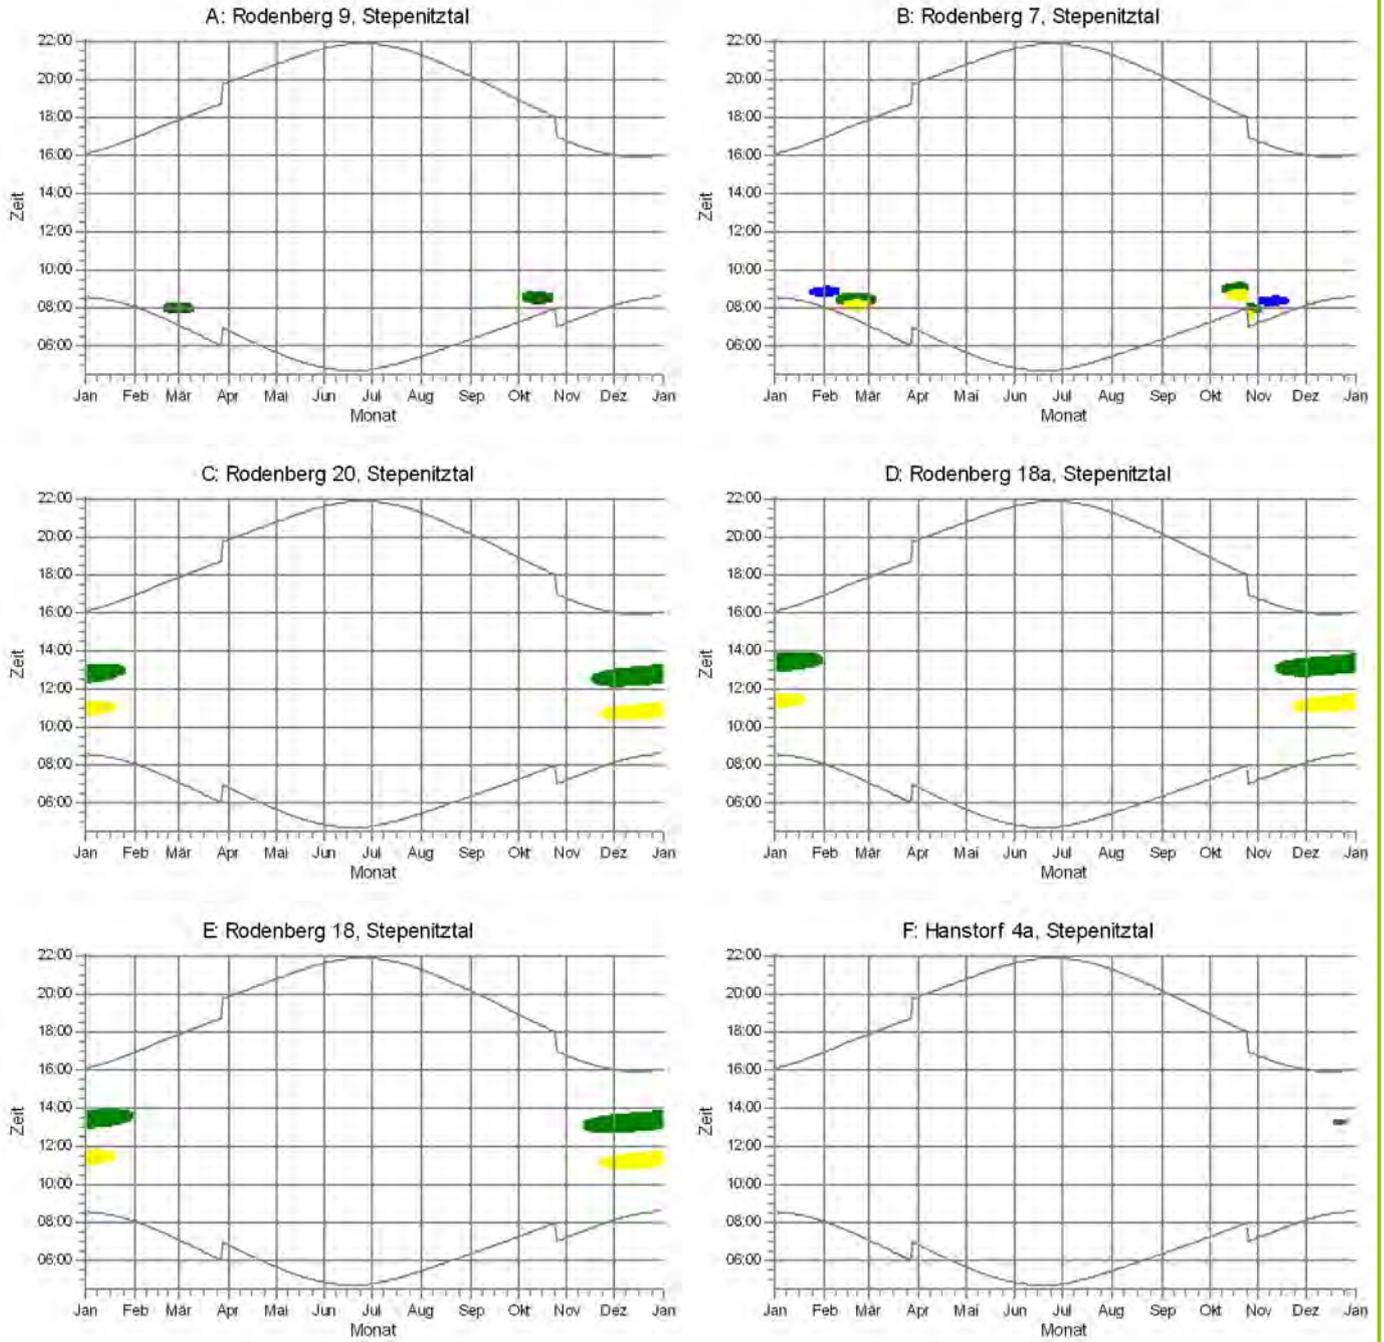 A: Rodenberg 9, Stepenitztal
22:00
20:00
18:00
16:00
14:00
12:00
10:00
08:00
06:00
Zeit
Jan Feb Mär Apr Mai Jun Jul Aug Sep Okt Nov Dez Jan
Monat
B: Rodenberg 7, Stepenitztal
22:00
20:00
18:00
16:00
14:00
12:00
10:00
08:00
06:00
Zeit
Jan Feb Mär Apr Mai Jun Jul Aug Sep Okt Nov Dez Jan
Monat
C: Rodenberg 20, Stepenitztal
22:00
20:00
18:00
16:00
14:00
12:00
10:00
08:00
06:00
Zeit
Jan Feb Mär Apr Mai Jun Jul Aug Sep Okt Nov Dez Jan
Monat
D: Rodenberg 18a, Stepenitztal
22:00
20:00
18:00
16:00
14:00
12:00
10:00
08:00
06:00
Zeit
Jan Feb Mär Apr Mai Jun Jul Aug Sep Okt Nov Dez Jan
Monat
E: Rodenberg 18, Stepenitztal
22:00
20:00
18:00
16:00
14:00
12:00
10:00
08:00
06:00
Zeit
Jan Feb Mär Apr Mai Jun Jul Aug Sep Okt Nov Dez Jan
Monat
F: Hanstorf 4a, Stepenitztal
22:00
20:00
18:00
16:00
14:00
12:00
10:00
08:00
06:00
Zeit
Jan Feb Mär Apr Mai Jun Jul Aug Sep Okt Nov Dez Jan
Monat